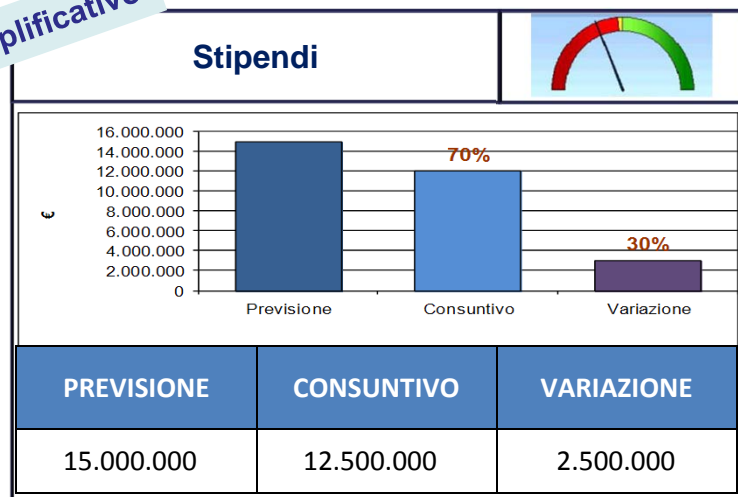 plificativo
Stipendi
16.000.000
14.000.000
12.000.000
10.000.000
8.000.000
6.000.000
4.000.000
2.000.000
0
€
70%
30%
Previsione Consuntivo Variazione
PREVISIONE CONSUNTIVO VARIAZIONE
15.000.000 12.500.000 2.500.000